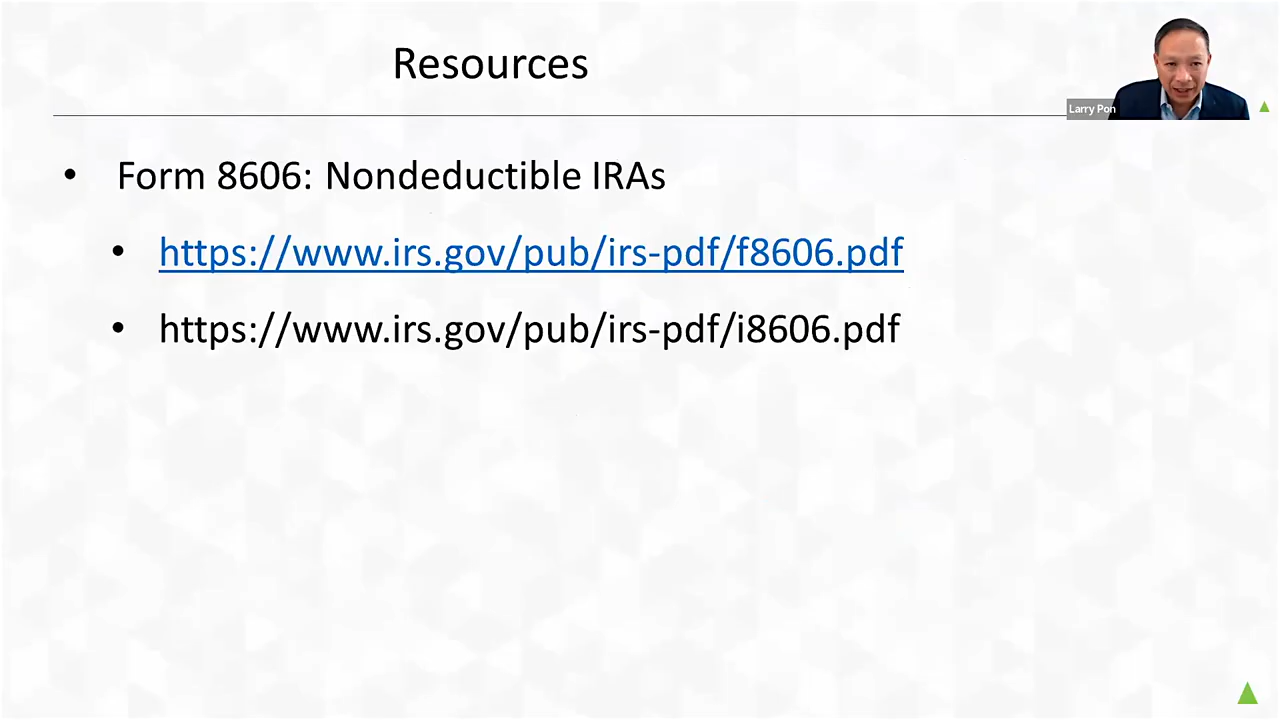 Resources
Larry Pon
• Form 8606: Nondeductible IRAs
• https://www.irs.gov/pub/irs-pdf/f8606.pdf
• https://www.irs.gov/pub/irs-pdf/i8606.pdf